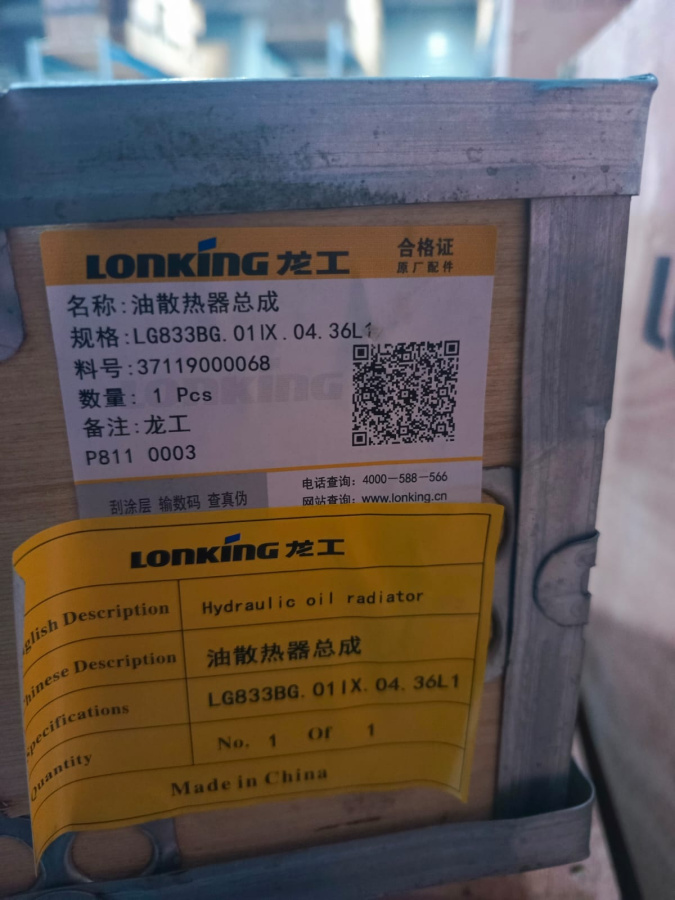 LONKING 龙工
合格证
原厂配件
名称:油散热器总成
规格:LG833BG.01IX.04.36L1
料号:37119000068
数量: 1 Pcs
备注:龙工
P811 0003
刮涂层 输数码 查真伪
电话查询: 4000-588-566
网站查询: www.lonking.cn
LONKING 龙工
glish Description Hydraulic oil radiator
hinese Description 油散热器总成
pecifications LG833BG.01IX.04.36L1
Quantity No. 1 Of 1
Made in China